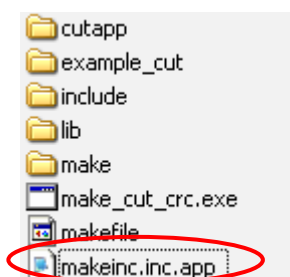 cutapp
example_cut
include
lib
make
make_cut_crc.exe
makefile
makeinc.inc.app